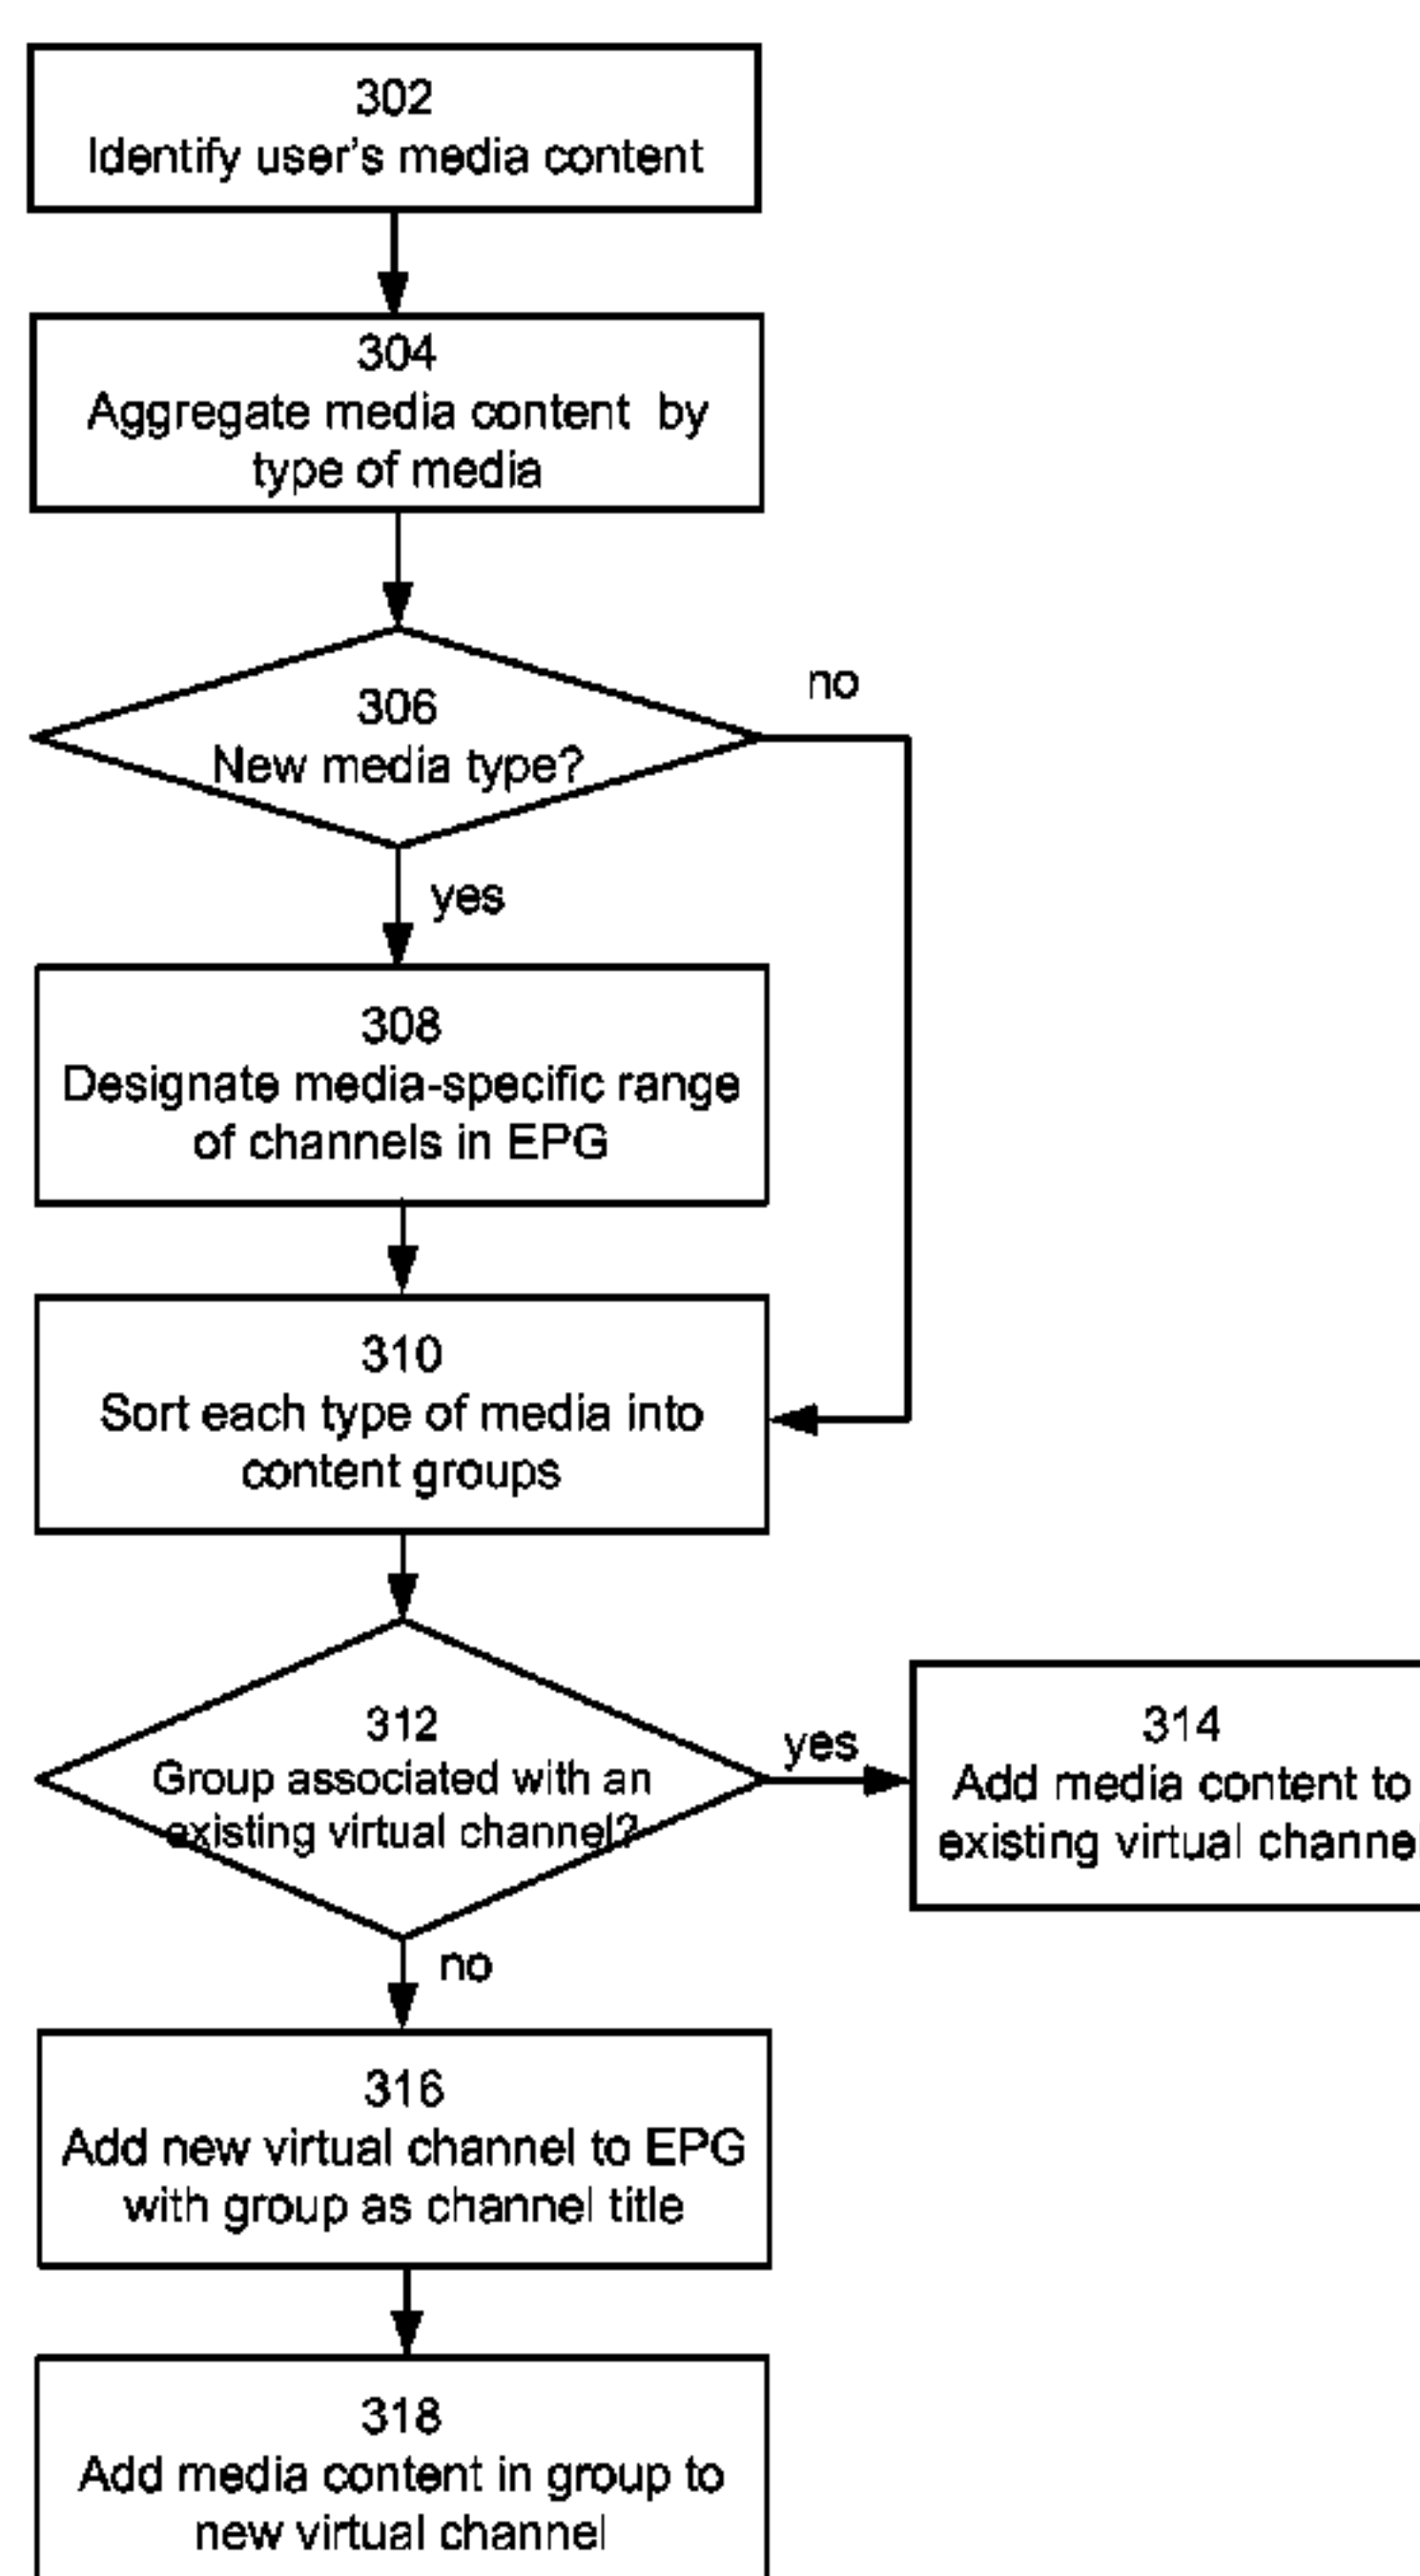 302
Identify user's media content
304
Aggregate media content by
type of media
306
New media type?
no
yes
308
Designate media-specific range
of channels in EPG
310
Sort each type of media into
content groups
312
Group associated with an
existing virtual channel?
yes
314
Add media content to
existing virtual channel
no
316
Add new virtual channel to EPG
with group as channel title
318
Add media content in group to
new virtual channel